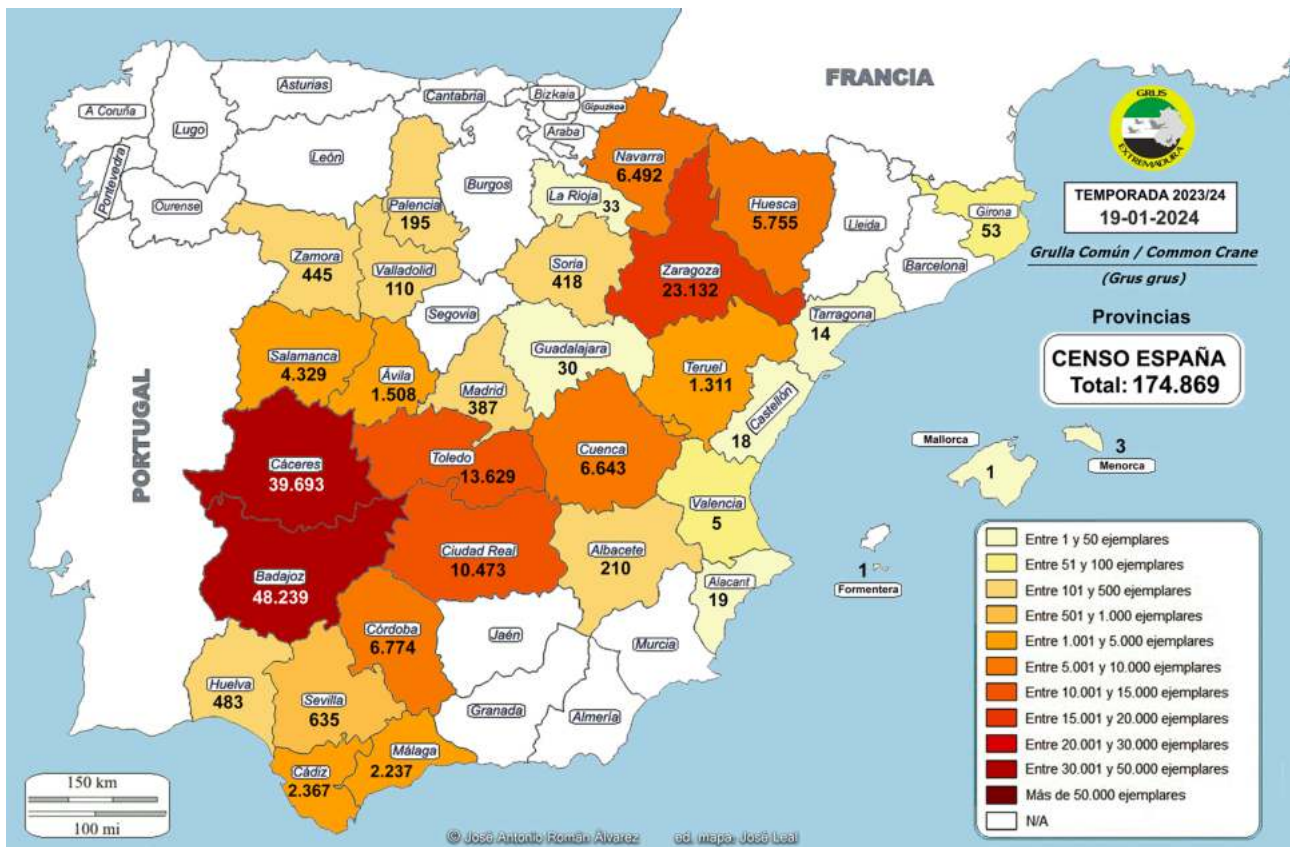 FRANCIA
PORTUGAL
A Coruña
Lugo
Pontevedra
Ourense
Asturias
León
Cantabria
Bizkaia
Gipuzkoa
Araba
Burgos
Navarra
6.492
La Rioja
33
Huesca
5.755
Lleida
Girona
53
Barcelona
Palencia
195
Zamora
445
Valladolid
110
Soria
418
Zaragoza
23.132
Tarragona
14
Segovia
Salamanca
4.329
Ávila
1.508
Madrid
387
Guadalajara
30
Teruel
1.311
Castellón
18
Cáceres
39.693
Toledo
13.629
Cuenca
6.643
Valencia
5
Badajoz
48.239
Ciudad Real
10.473
Albacete
210
Alacant
19
Córdoba
6.774
Jaén
Murcia
Huelva
483
Sevilla
635
Granada
Almería
Cádiz
2.367
Málaga
2.237
Mallorca
1
3
Menorca
1
Formentera
GRUS
EXTREMADURA
TEMPORADA 2023/24
19-01-2024
Grulla Común / Common Crane
(Grus grus)
Provincias
CENSO ESPAÑA
Total: 174.869
Entre 1 y 50 ejemplares
Entre 51 y 100 ejemplares
Entre 101 y 500 ejemplares
Entre 501 y 1.000 ejemplares
Entre 1.001 y 5.000 ejemplares
Entre 5.001 y 10.000 ejemplares
Entre 10.001 y 15.000 ejemplares
Entre 15.001 y 20.000 ejemplares
Entre 20.001 y 30.000 ejemplares
Entre 30.001 y 50.000 ejemplares
Más de 50.000 ejemplares
N/A
150 km
100 mi
© José Antonio Román Álvarez ed. mapa: José Leal